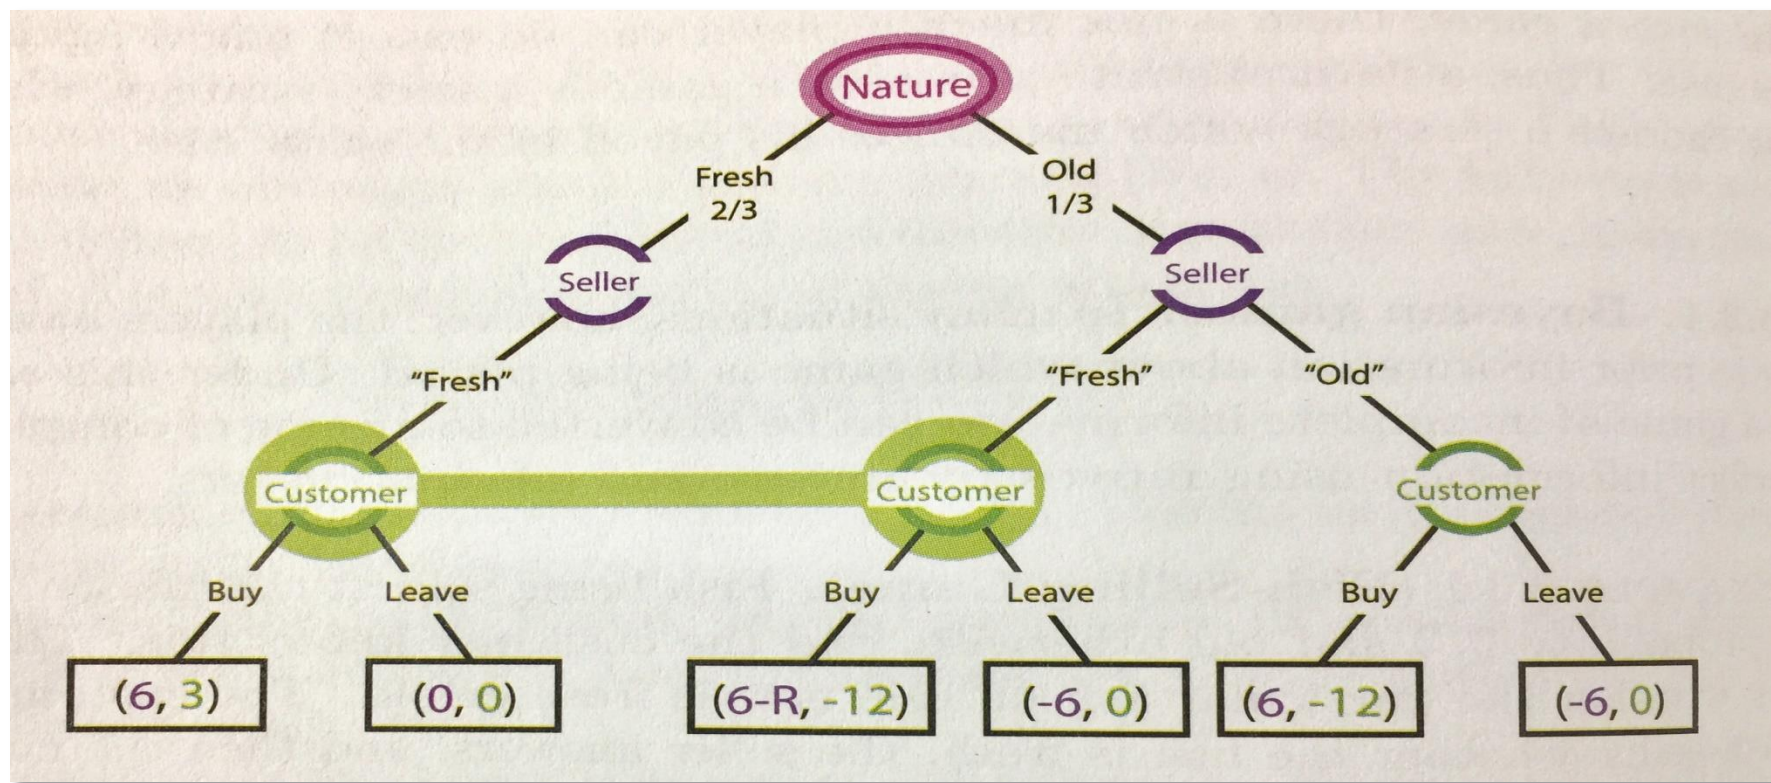 Nature
Fresh
2/3
Old
1/3
Seller
Seller
“Fresh”
“Fresh”
“Old”
Customer
Customer
Customer
Buy
Leave
Buy
Leave
Buy
Leave
(6, 3)
(0, 0)
(6-R, -12)
(-6, 0)
(6, -12)
(-6, 0)